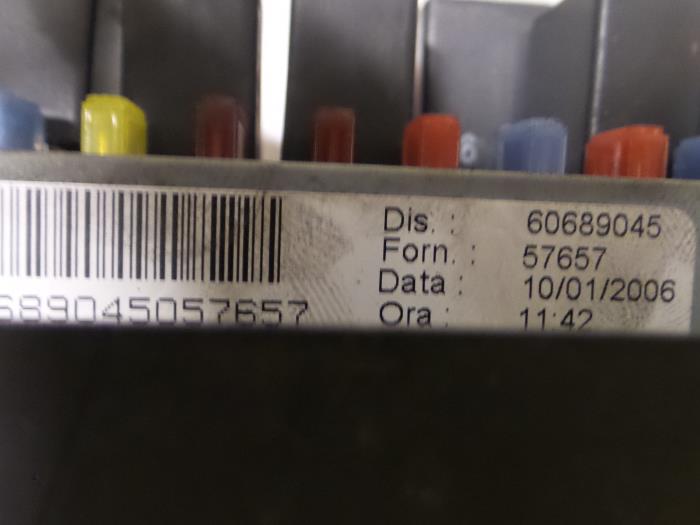 Dis. : 60689045
Forn. : 57657
Data : 10/01/2006
Ora : 11:42
689045057657